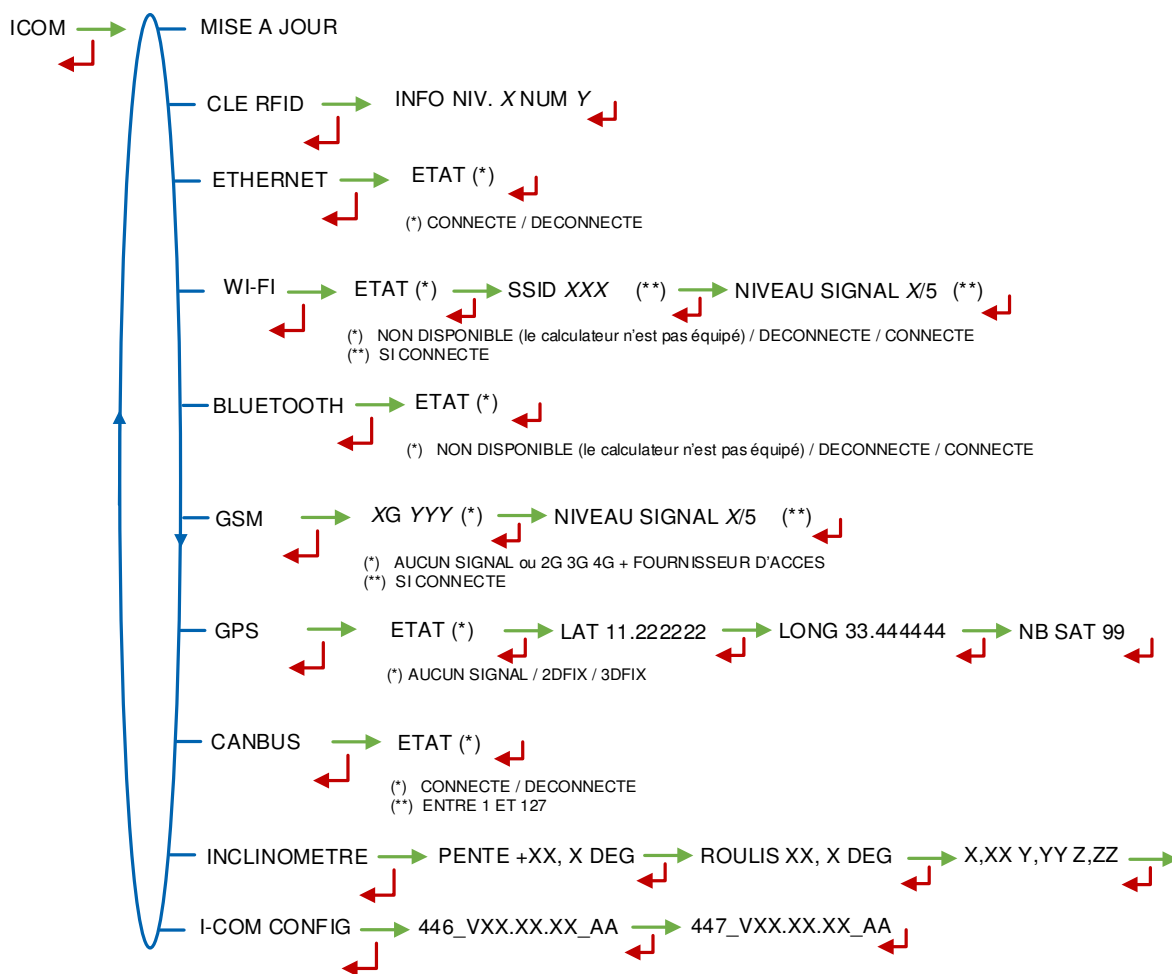 ICOM
MISE A JOUR
CLE RFID INFO NIV. X NUM Y
ETHERNET ETAT (*)
(*) CONNECTE / DECONNECTE
WI-FI ETAT (*) SSID XXX (**) NIVEAU SIGNAL X/5 (**)
(*) NON DISPONIBLE (le calculateur n'est pas équipé) / DECONNECTE / CONNECTE
(**) SI CONNECTE
BLUETOOTH ETAT (*)
(*) NON DISPONIBLE (le calculateur n'est pas équipé) / DECONNECTE / CONNECTE
GSM XG YYY (*) NIVEAU SIGNAL X/5 (**)
(*) AUCUN SIGNAL ou 2G 3G 4G + FOURNISSEUR D'ACCES
(**) SI CONNECTE
GPS ETAT (*) LAT 11.222222 LONG 33.444444 NB SAT 99
(*) AUCUN SIGNAL / 2DFIX / 3DFIX
CANBUS ETAT (*)
(*) CONNECTE / DECONNECTE
(**) ENTRE 1 ET 127
INCLINOMETRE PENTE +XX, X DEG ROULIS XX, X DEG X,XX Y,YY Z,ZZ
I-COM CONFIG 446_VXX.XX.XX_AA 447_VXX.XX.XX_AA